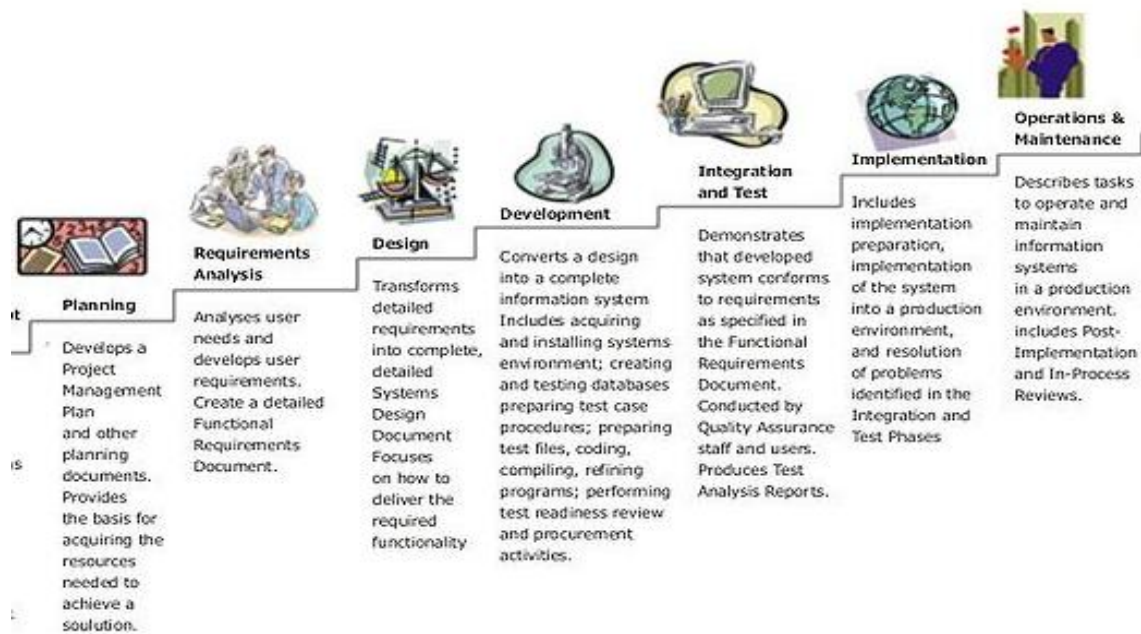 Planning
Develops a
Project
Management
Plan
and other
planning
documents.
Provides
the basis for
acquiring the
resources
needed to
achieve a
soulution.
Requirements
Analysis
Analyses user
needs and
develops user
requirements.
Create a detailed
Functional
Requirements
Document.
Design
Transforms
detailed
requirements
into complete,
detailed
Systems
Design
Document
Focuses
on how to
deliver the
required
functionality
Development
Converts a design
into a complete
information system
Includes acquiring
and installing systems
environment; creating
and testing databases
preparing test case
procedures; preparing
test files, coding,
compiling, refining
programs; performing
test readiness review
and procurement
activities.
Integration
and Test
Demonstrates
that developed
system conforms
to requirements
as specified in
the Functional
Requirements
Document.
Conducted by
Quality Assurance
staff and users.
Produces Test
Analysis Reports.
Implementation
Includes
implementation
preparation,
implementation
of the system
into a production
environment,
and resolution
of problems
identified in the
Integration and
Test Phases
Operations &
Maintenance
Describes tasks
to operate and
maintain
information
systems
in a production
environment.
includes Post-
Implementation
and In-Process
Reviews.